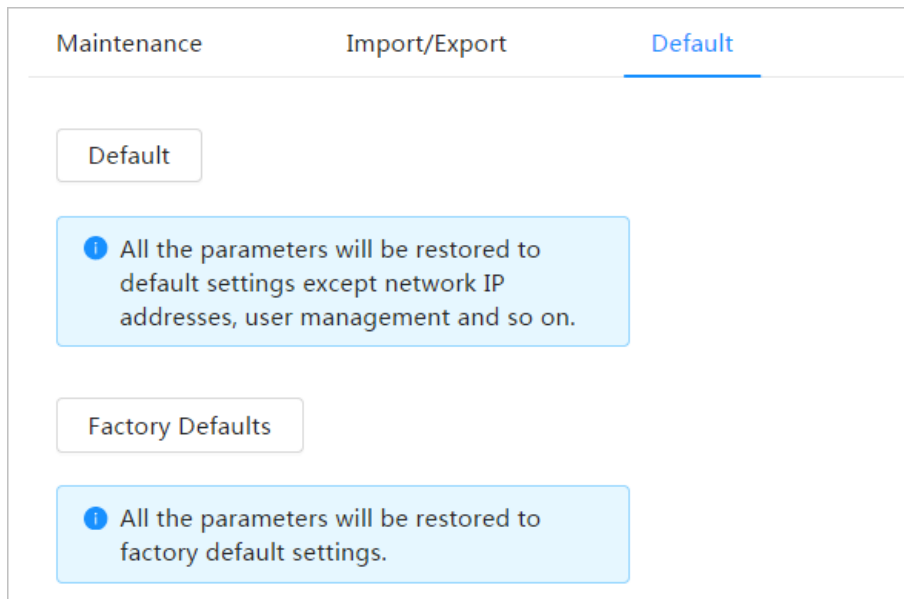 Maintenance Import/Export Default
Default
All the parameters will be restored to
default settings except network IP
addresses, user management and so on.
Factory Defaults
All the parameters will be restored to
factory default settings.